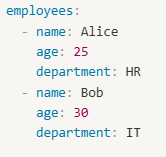 employees:
  - name: Alice
    age: 25
    department: HR
  - name: Bob
    age: 30
    department: IT